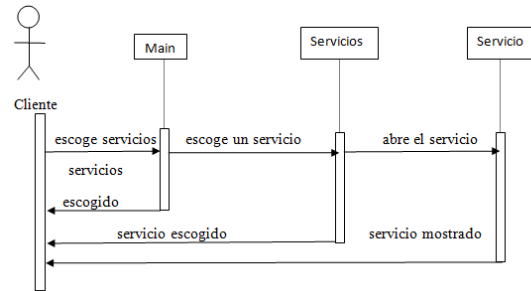 Main
Servicios
Servicio
Cliente
escoge servicios
escoge un servicio
abre el servicio
servicios
escogido
servicio escogido
servicio mostrado